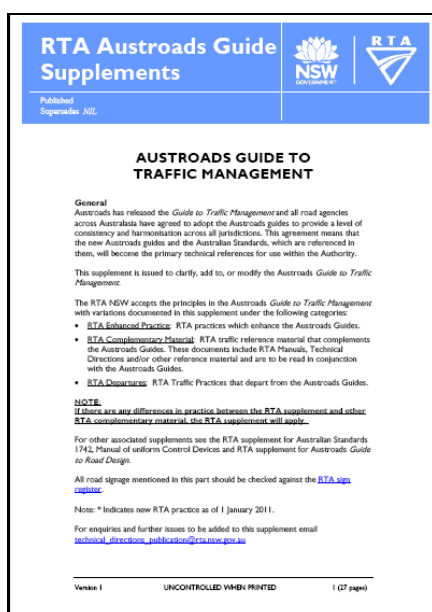 RTA Austroads Guide
Supplements
NSW
GOVERNMENT
RTA
Published
Supersedes NIL
AUSTROADS GUIDE TO
TRAFFIC MANAGEMENT
General
Austroads has released the Guide to Traffic Management and all road agencies
across Australasia have agreed to adopt the Austroads guides to provide a level of
consistency and harmonisation across all jurisdictions. This agreement means that
the new Austroads guides and the Australian Standards, which are referenced in
them, will become the primary technical references for use within the Authority.
This supplement is issued to clarify, add to, or modify the Austroads Guide to Traffic
Management.
The RTA NSW accepts the principles in the Austroads Guide to Traffic Management
with variations documented in this supplement under the following categories:
• RTA Enhanced Practice: RTA practices which enhance the Austroads Guides.
• RTA Complementary Material: RTA traffic reference material that complements
the Austroads Guides. These documents include RTA Manuals, Technical
Directions and/or other reference material and are to be read in conjunction
with the Austroads Guides.
• RTA Departures: RTA Traffic Practices that depart from the Austroads Guides.
NOTE:
If there are any differences in practice between the RTA supplement and other
RTA complementary material, the RTA supplement will apply.
For other associated supplements see the RTA supplement for Australian Standards
1742, Manual of uniform Control Devices and RTA supplement for Austroads Guide
to Road Design.
All road signage mentioned in this part should be checked against the RTA sign
register.
Note: * Indicates new RTA practice as of 1 January 2011.
For enquiries and further issues to be added to this supplement email
technical_directions_publication@rta.nsw.gov.au
Version 1 UNCONTROLLED WHEN PRINTED 1 (27 pages)